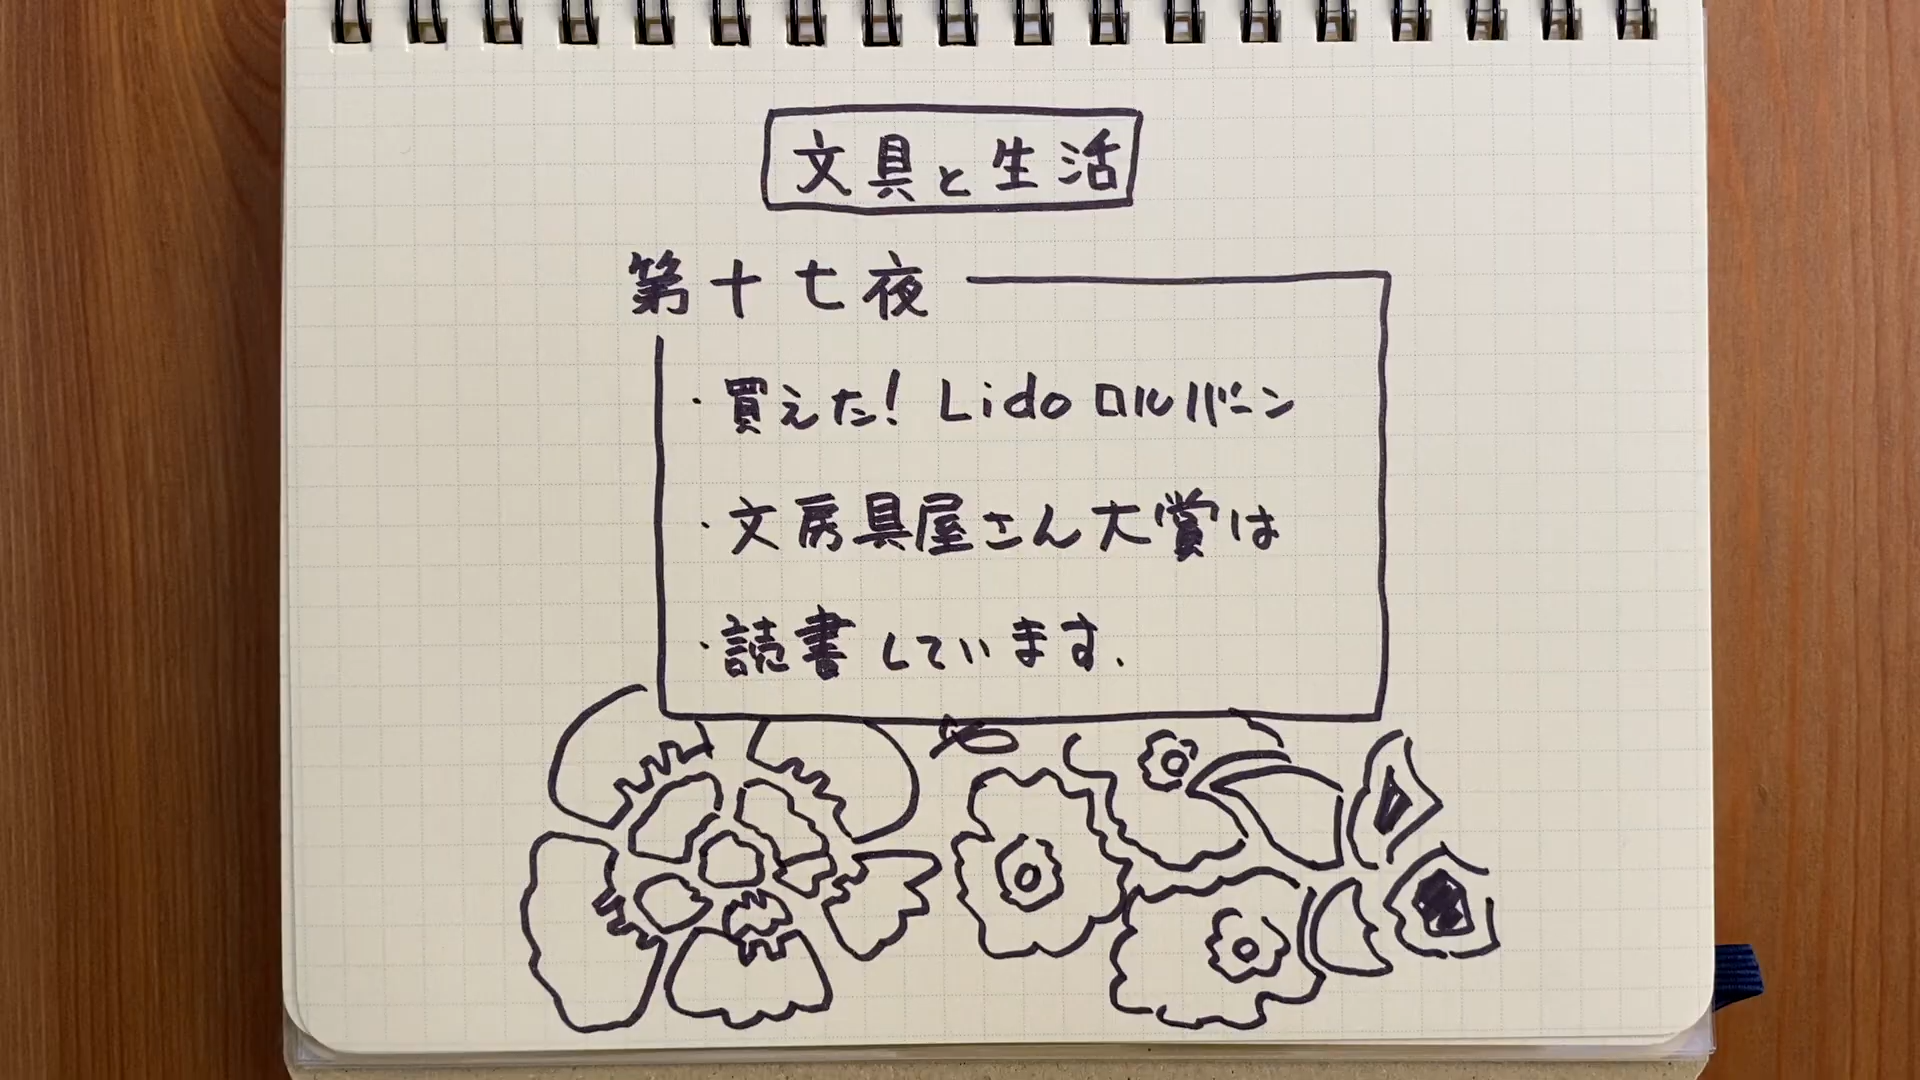 文具と生活
第十七夜
・買えた! Lido ロルバーン
・文房具屋さん大賞は
・読書しています.